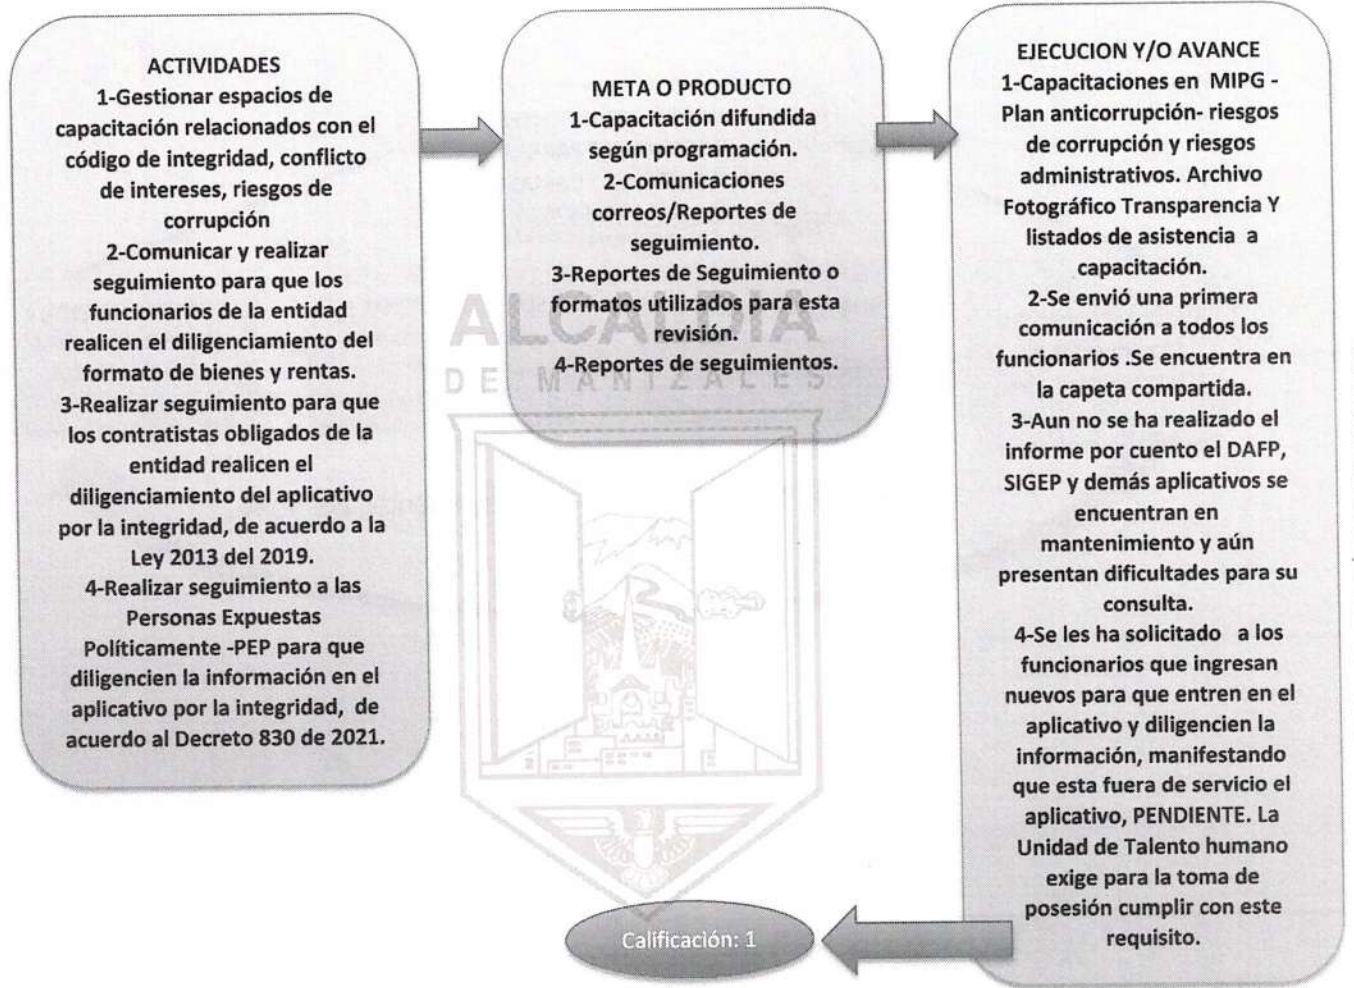 ACTIVIDADES
1-Gestionar espacios de
capacitación relacionados con el
código de integridad, conflicto
de intereses, riesgos de
corrupción
2-Comunicar y realizar
seguimiento para que los
funcionarios de la entidad
realicen el diligenciamiento del
formato de bienes y rentas.
3-Realizar seguimiento para que
los contratistas obligados de la
entidad realicen el
diligenciamiento del aplicativo
por la integridad, de acuerdo a la
Ley 2013 del 2019.
4-Realizar seguimiento a las
Personas Expuestas
Políticamente -PEP para que
diligencien la información en el
aplicativo por la integridad, de
acuerdo al Decreto 830 de 2021.
META O PRODUCTO
1-Capacitación difundida
según programación.
2-Comunicaciones
correos/Reportes de
seguimiento.
3-Reportes de Seguimiento o
formatos utilizados para esta
revisión.
4-Reportes de seguimientos.
ALCALDIA
DE MANIZALES
EJECUCION Y/O AVANCE
1-Capacitaciones en MIPG -
Plan anticorrupción- riesgos
de corrupción y riesgos
administrativos. Archivo
Fotográfico Transparencia Y
listados de asistencia a
capacitación.
2-Se envió una primera
comunicación a todos los
funcionarios .Se encuentra en
la capeta compartida.
3-Aun no se ha realizado el
informe por cuento el DAFP,
SIGEP y demás aplicativos se
encuentran en
mantenimiento y aún
presentan dificultades para su
consulta.
4-Se les ha solicitado a los
funcionarios que ingresan
nuevos para que entren en el
aplicativo y diligencien la
información, manifestando
que esta fuera de servicio el
aplicativo, PENDIENTE. La
Unidad de Talento humano
exige para la toma de
posesión cumplir con este
requisito.
Calificación: 1